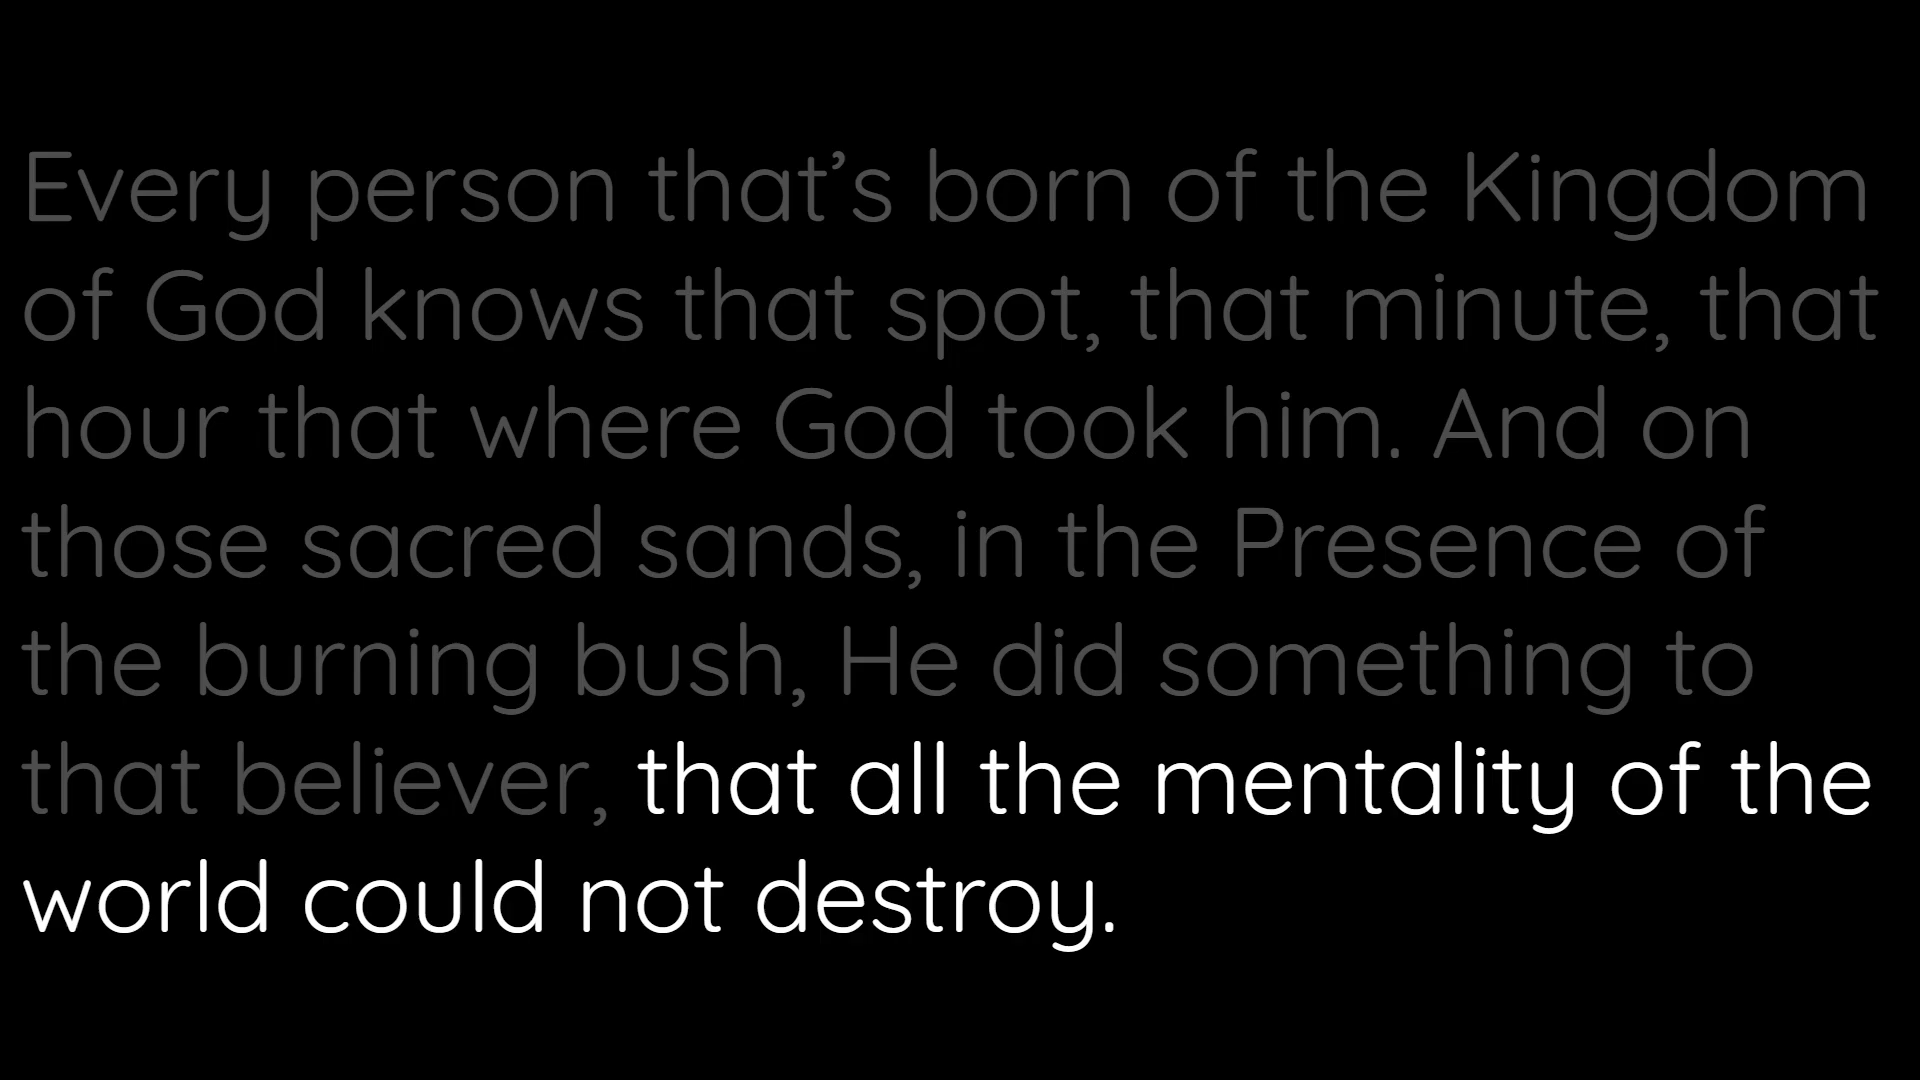 Every person that’s born of the Kingdom
of God knows that spot, that minute, that
hour that where God took him. And on
those sacred sands, in the Presence of
the burning bush, He did something to
that believer, that all the mentality of the
world could not destroy.